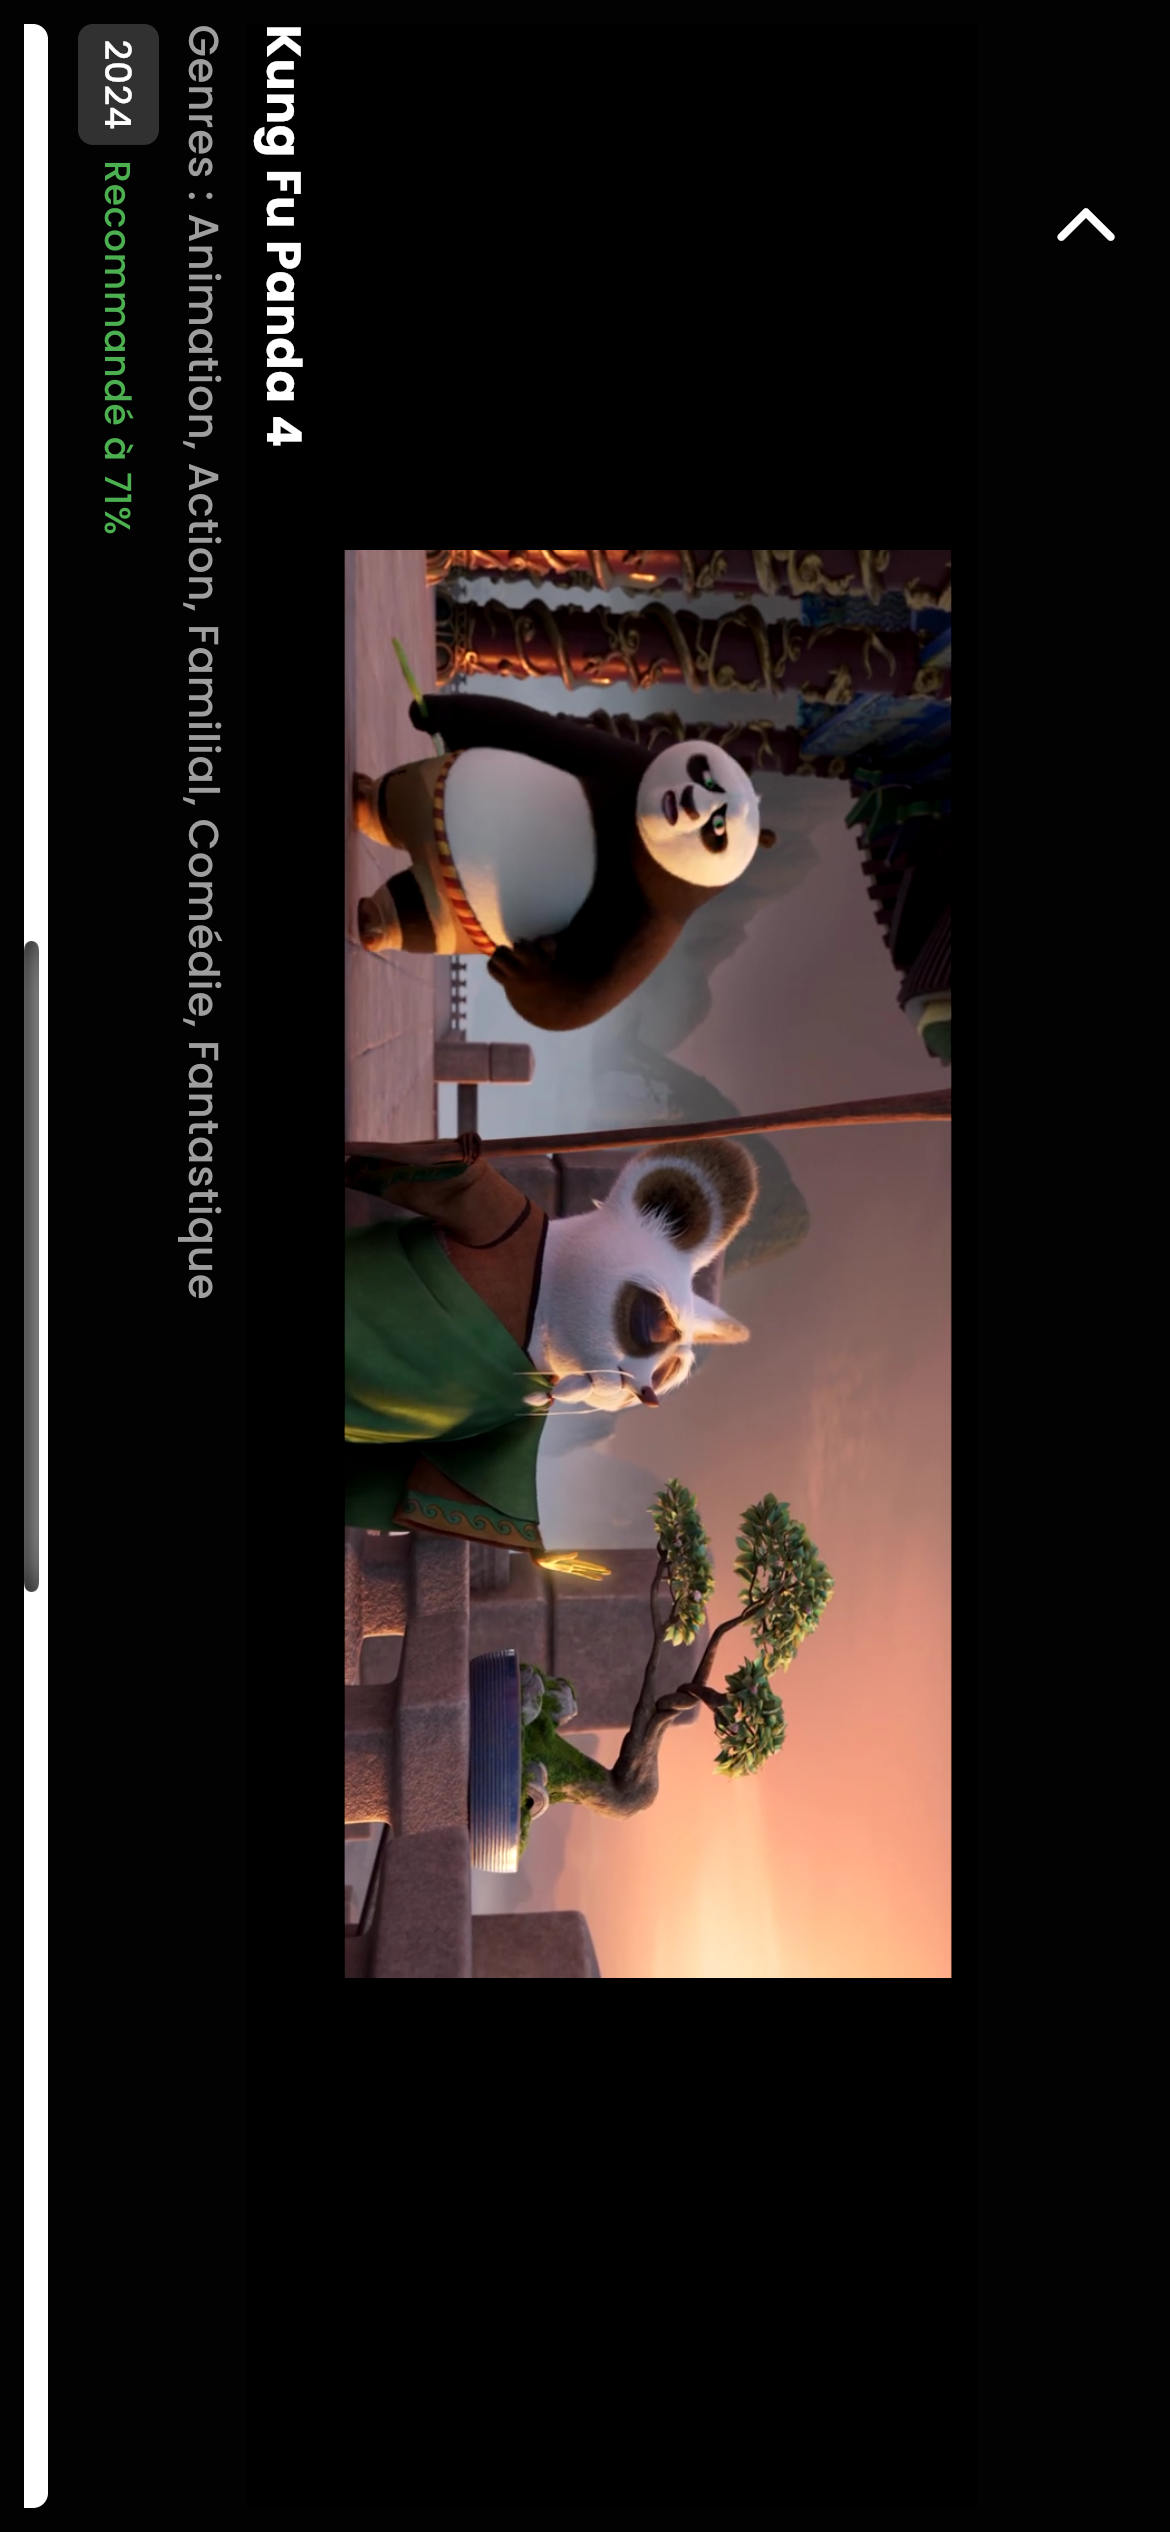 Kung Fu Panda 4
Genres : Animation, Action, Familial, Comédie, Fantastique
2024 Recommandé à 71%